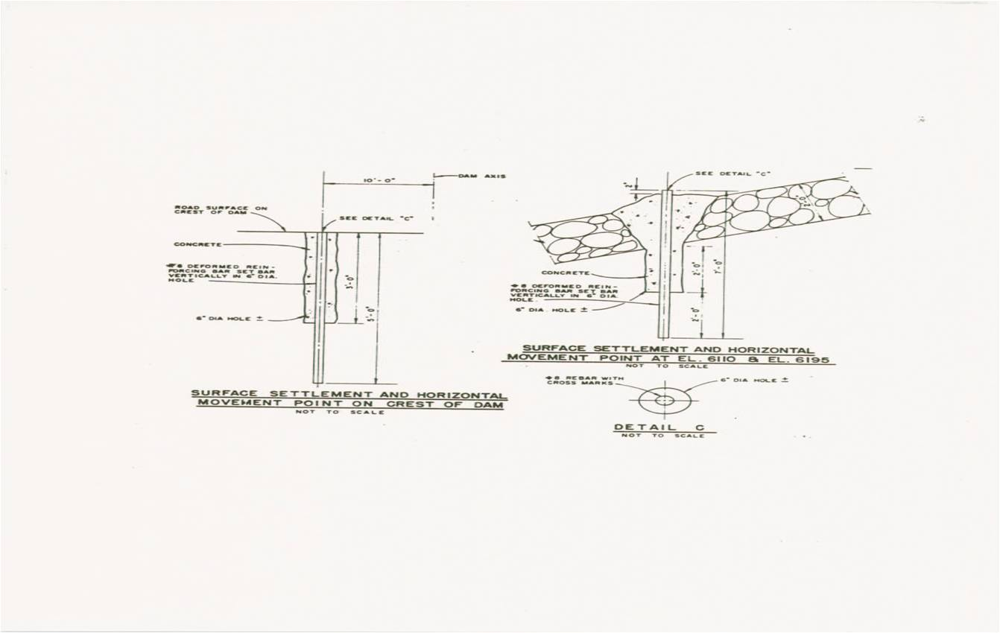 10'-0"
DAM AXIS
ROAD SURFACE ON
CREST OF DAM
SEE DETAIL "C"
CONCRETE
#8 DEFORMED REIN-
FORCING BAR SET BAR
VERTICALLY IN 6" DIA.
HOLE
3'-0"
5'-0"
6" DIA HOLE ±
SURFACE SETTLEMENT AND HORIZONTAL
MOVEMENT POINT ON CREST OF DAM
NOT TO SCALE
2"
SEE DETAIL "C"
2'-0"
CONCRETE
#8 DEFORMED REIN-
FORCING BAR SET BAR
VERTICALLY IN 6" DIA.
HOLE.
6" DIA. HOLE ±
2'-0"
7'-0"
2'-0"
SURFACE SETTLEMENT AND HORIZONTAL
MOVEMENT POINT AT EL. 6110 & EL. 6195
NOT TO SCALE
#8 REBAR WITH
CROSS MARKS
6" DIA HOLE ±
DETAIL C
NOT TO SCALE